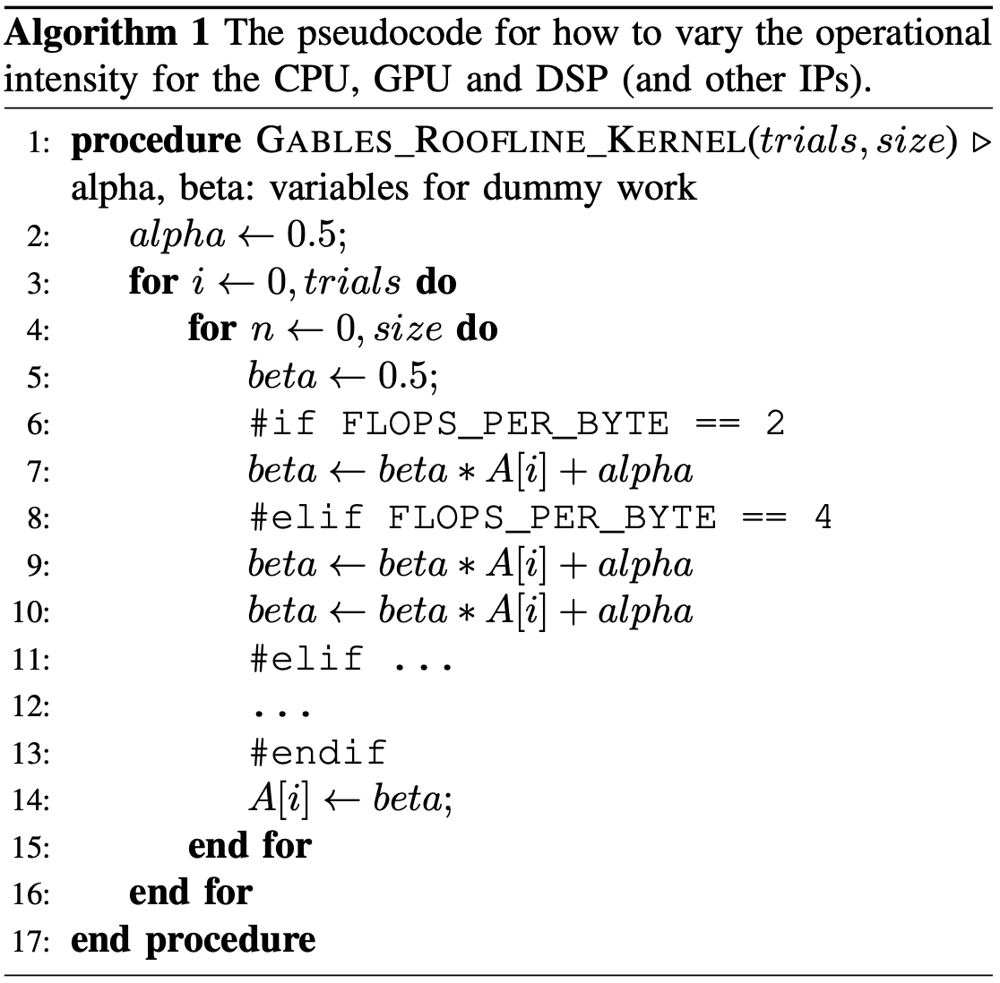 Algorithm 1 The pseudocode for how to vary the operational
intensity for the CPU, GPU and DSP (and other IPs).
1: procedure GABLES_ROOFLINE_KERNEL(trials, size) ▷
alpha, beta: variables for dummy work
2: alpha ← 0.5;
3: for i ← 0, trials do
4: for n ← 0, size do
5: beta ← 0.5;
6: #if FLOPS_PER_BYTE == 2
7: beta ← beta * A[i] + alpha
8: #elif FLOPS_PER_BYTE == 4
9: beta ← beta * A[i] + alpha
10: beta ← beta * A[i] + alpha
11: #elif ...
12: ...
13: #endif
14: A[i] ← beta;
15: end for
16: end for
17: end procedure